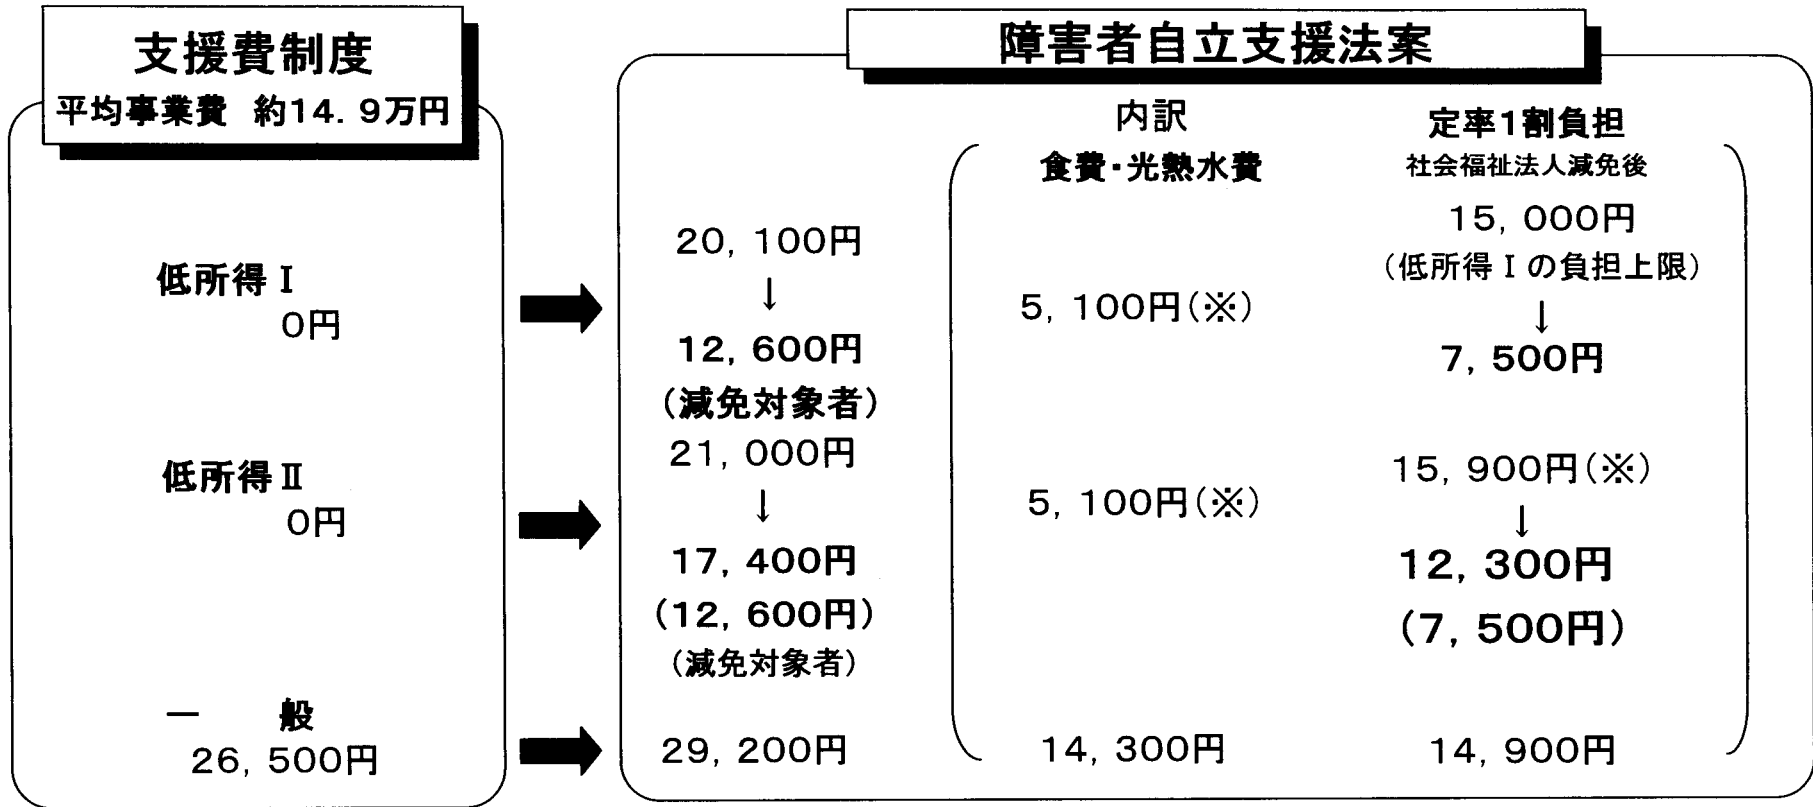 支援費制度
平均事業費 約14.9万円
低所得Ⅰ
0円
低所得Ⅱ
0円
一 般
26,500円
障害者自立支援法案
内訳
食費・光熱水費
定率1割負担
社会福祉法人減免後
20,100円
↓
12,600円
(減免対象者)
5,100円(※)
15,000円
(低所得Ⅰの負担上限)
↓
7,500円
21,000円
↓
17,400円
(12,600円)
(減免対象者)
5,100円(※)
15,900円(※)
↓
12,300円
(7,500円)
29,200円
14,300円
14,900円